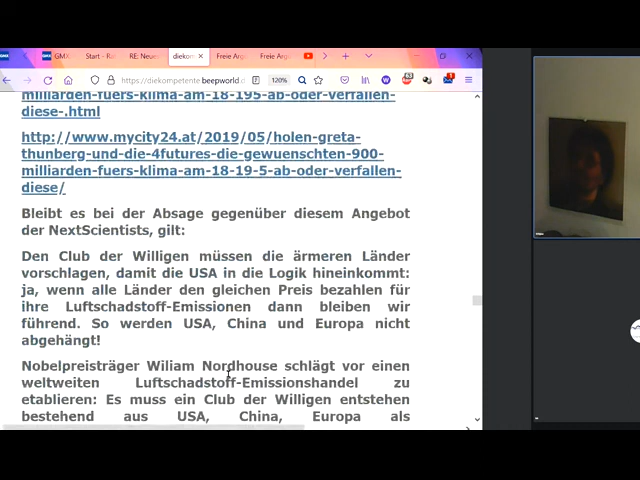 GMX
GMX
Start - Ra
RE: Neues
diekom
Freie Arg
Freie Arg
https://diekompetente.beepworld.d
120%
63
1
milliarden-fuers-klima-am-18-195-ab-oder-verfallen-
diese-.html
http://www.mycity24.at/2019/05/holen-greta-
thunberg-und-die-4futures-die-gewuenschten-900-
milliarden-fuers-klima-am-18-19-5-ab-oder-verfallen-
diese/
Bleibt es bei der Absage gegenüber diesem Angebot
der NextScientists, gilt:
Den Club der Willigen müssen die ärmeren Länder
vorschlagen, damit die USA in die Logik hineinkommt:
ja, wenn alle Länder den gleichen Preis bezahlen für
ihre Luftschadstoff-Emissionen dann bleiben wir
führend. So werden USA, China und Europa nicht
abgehängt!
Nobelpreisträger Wiliam Nordhouse schlägt vor einen
weltweiten Luftschadstoff-Emissionshandel zu
etablieren: Es muss ein Club der Willigen entstehen
bestehend aus USA, China, Europa als